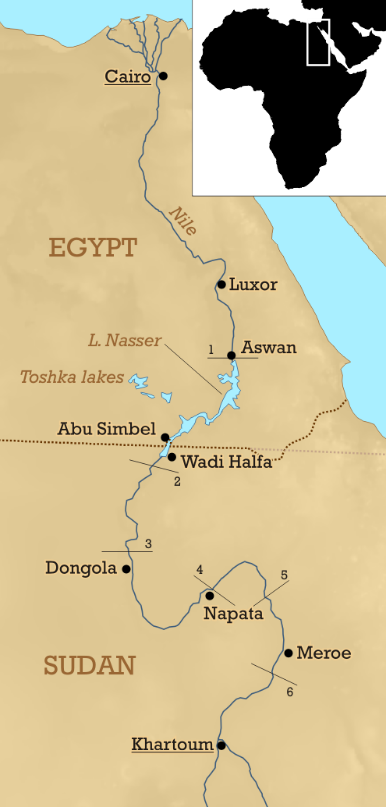 Cairo
Nile
EGYPT
Luxor
L. Nasser
1
Aswan
Toshka lakes
Abu Simbel
Wadi Halfa
2
3
Dongola
4
5
Napata
SUDAN
Meroe
6
Khartoum